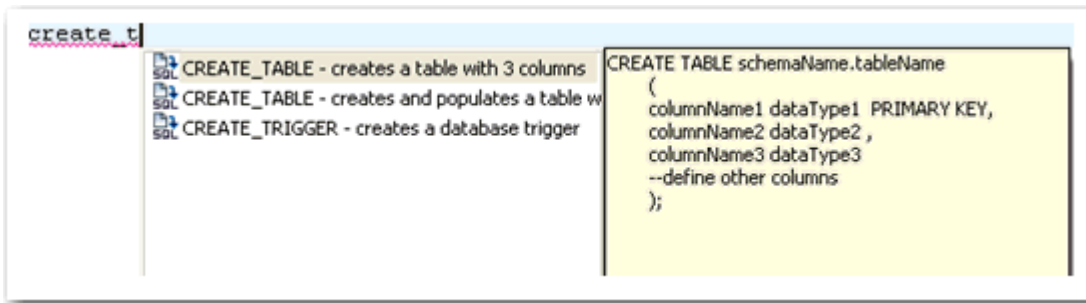 create_t
CREATE_TABLE - creates a table with 3 columns
CREATE_TABLE - creates and populates a table w
CREATE_TRIGGER - creates a database trigger
CREATE TABLE schemaName.tableName
(
columnName1 dataType1 PRIMARY KEY,
columnName2 dataType2 ,
columnName3 dataType3
--define other columns
);